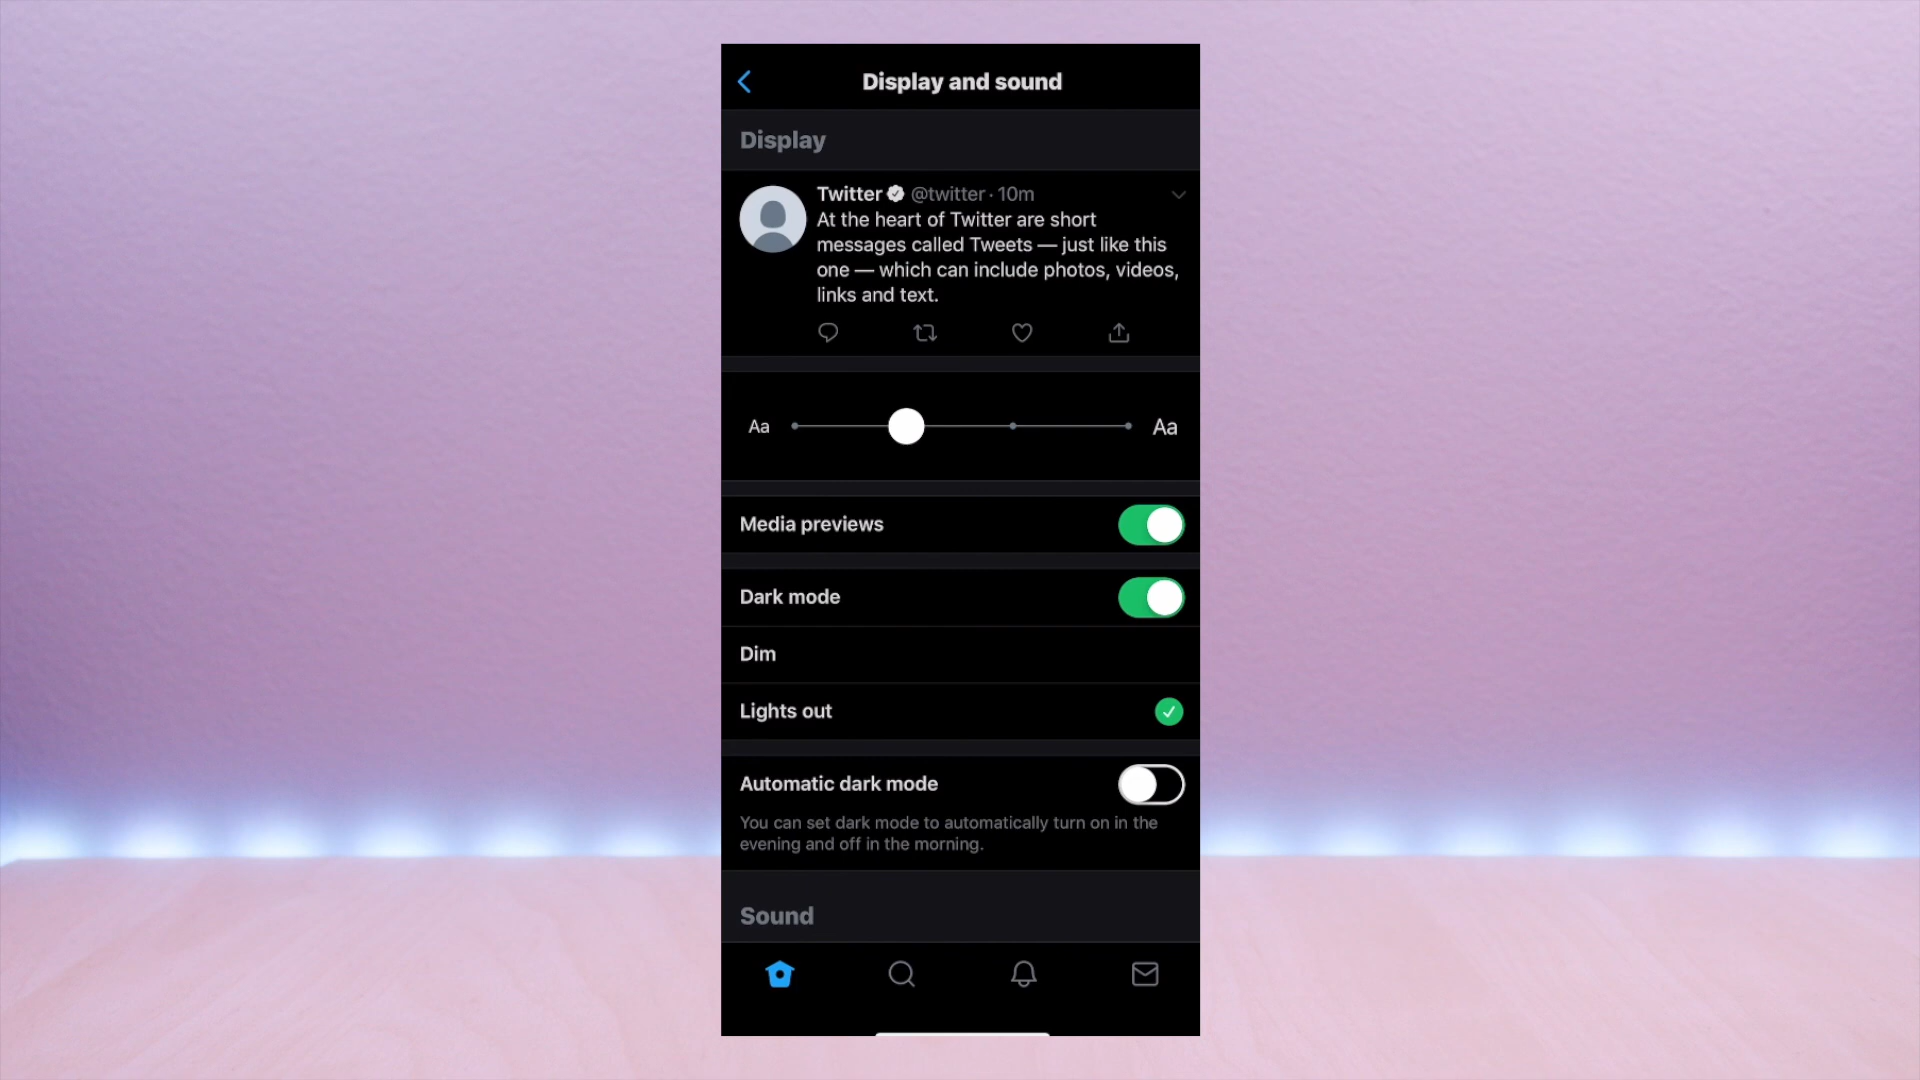 Display and sound
Display
Twitter @twitter · 10m
At the heart of Twitter are short
messages called Tweets — just like this
one — which can include photos, videos,
links and text.
Aa Aa
Media previews
Dark mode
Dim
Lights out
Automatic dark mode
You can set dark mode to automatically turn on in the
evening and off in the morning.
Sound